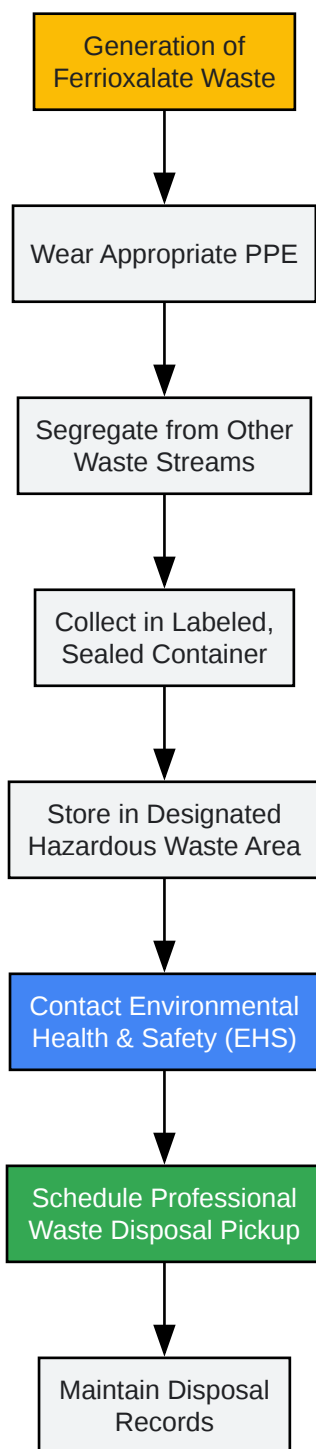 Generation of
Ferrioxalate Waste
Wear Appropriate PPE
Segregate from Other
Waste Streams
Collect in Labeled,
Sealed Container
Store in Designated
Hazardous Waste Area
Contact Environmental
Health & Safety (EHS)
Schedule Professional
Waste Disposal Pickup
Maintain Disposal
Records